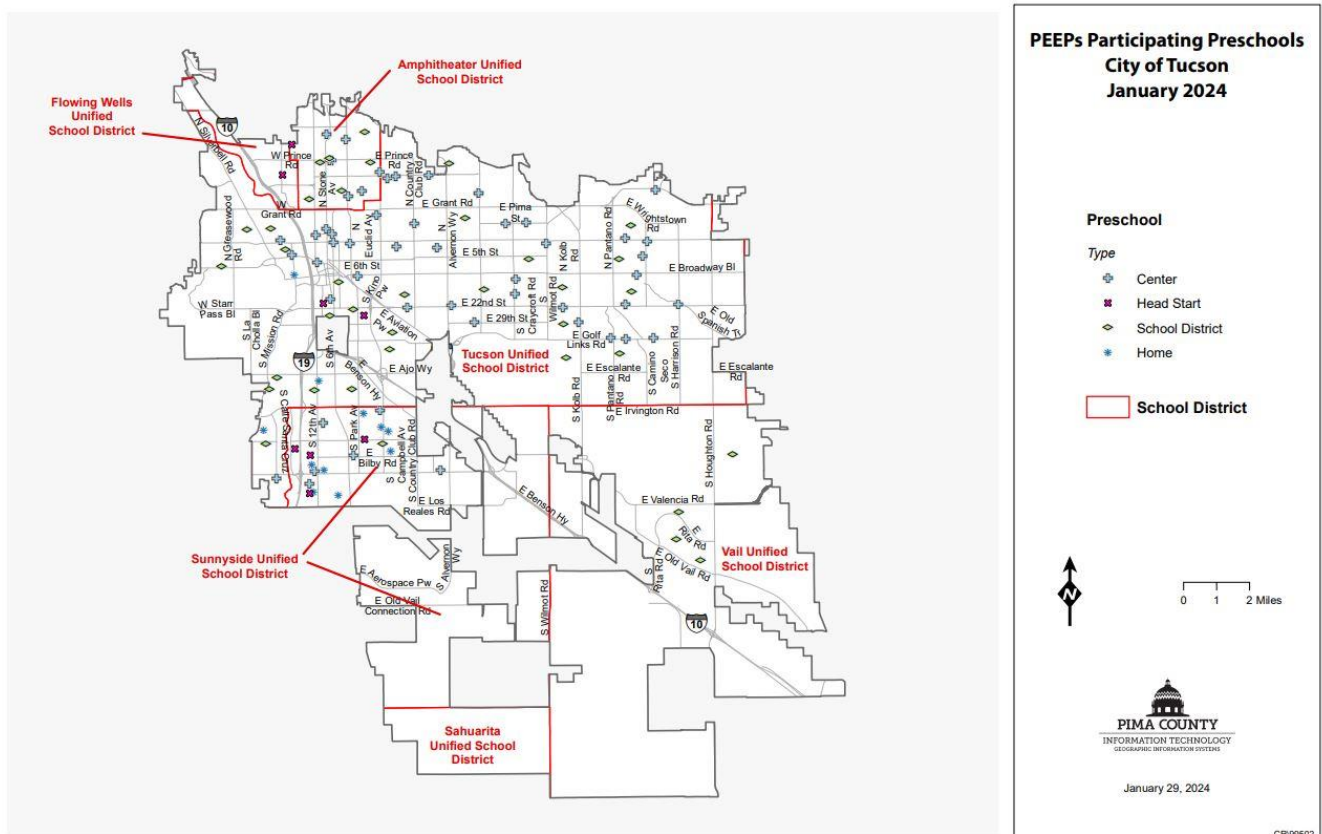 PEEPs Participating Preschools
City of Tucson
January 2024
Preschool
Type
Center
Head Start
School District
Home
School District
0 1 2 Miles
N
PIMA COUNTY
INFORMATION TECHNOLOGY
GEOGRAPHIC INFORMATION SYSTEMS
January 29, 2024
Amphitheater Unified
School District
Flowing Wells
Unified
School District
10
N Silverbell Rd
W Prince
Rd
E Prince
Rd
N Stone
Av
N Country
Club Rd
W
Grant Rd
E Grant Rd
E Pima
St
E Wrightstown
Rd
N Greasewood
Rd
N
Euclid Av
N
Alvernon Wy
E 5th St
N Kolb
Rd
N Pantano Rd
E 6th St
E Broadway Bl
S Kino
Pw
W Starr
Pass Bl
E 22nd St
E 29th St
S
Craycroft Rd
S
Wilmot Rd
E Old
Spanish Tr
S La
Cholla Bl
S Mission Rd
S 6th Av
E Aviation
Pw
E Golf
Links Rd
19
Tucson Unified
School District
E
Benson Hy
E Ajo Wy
E Escalante
Rd
S Camino
Seco
S Harrison Rd
E Escalante
Rd
S Kolb Rd
S Pantano
Rd
E Irvington Rd
S Calle Santa Cruz
S 12th Av
S Park Av
E
Bilby Rd
S
Campbell Av
S Country Club Rd
S Houghton Rd
E Los
Reales Rd
E Benson Hy
E Valencia Rd
E
Rita Rd
E Old Vail Rd
S
Rita Rd
Vail Unified
School District
Sunnyside Unified
School District
S Alvernon
Wy
E Aerospace Pw
E Old Vail
Connection Rd
S Wilmot Rd
10
Sahuarita
Unified School
District